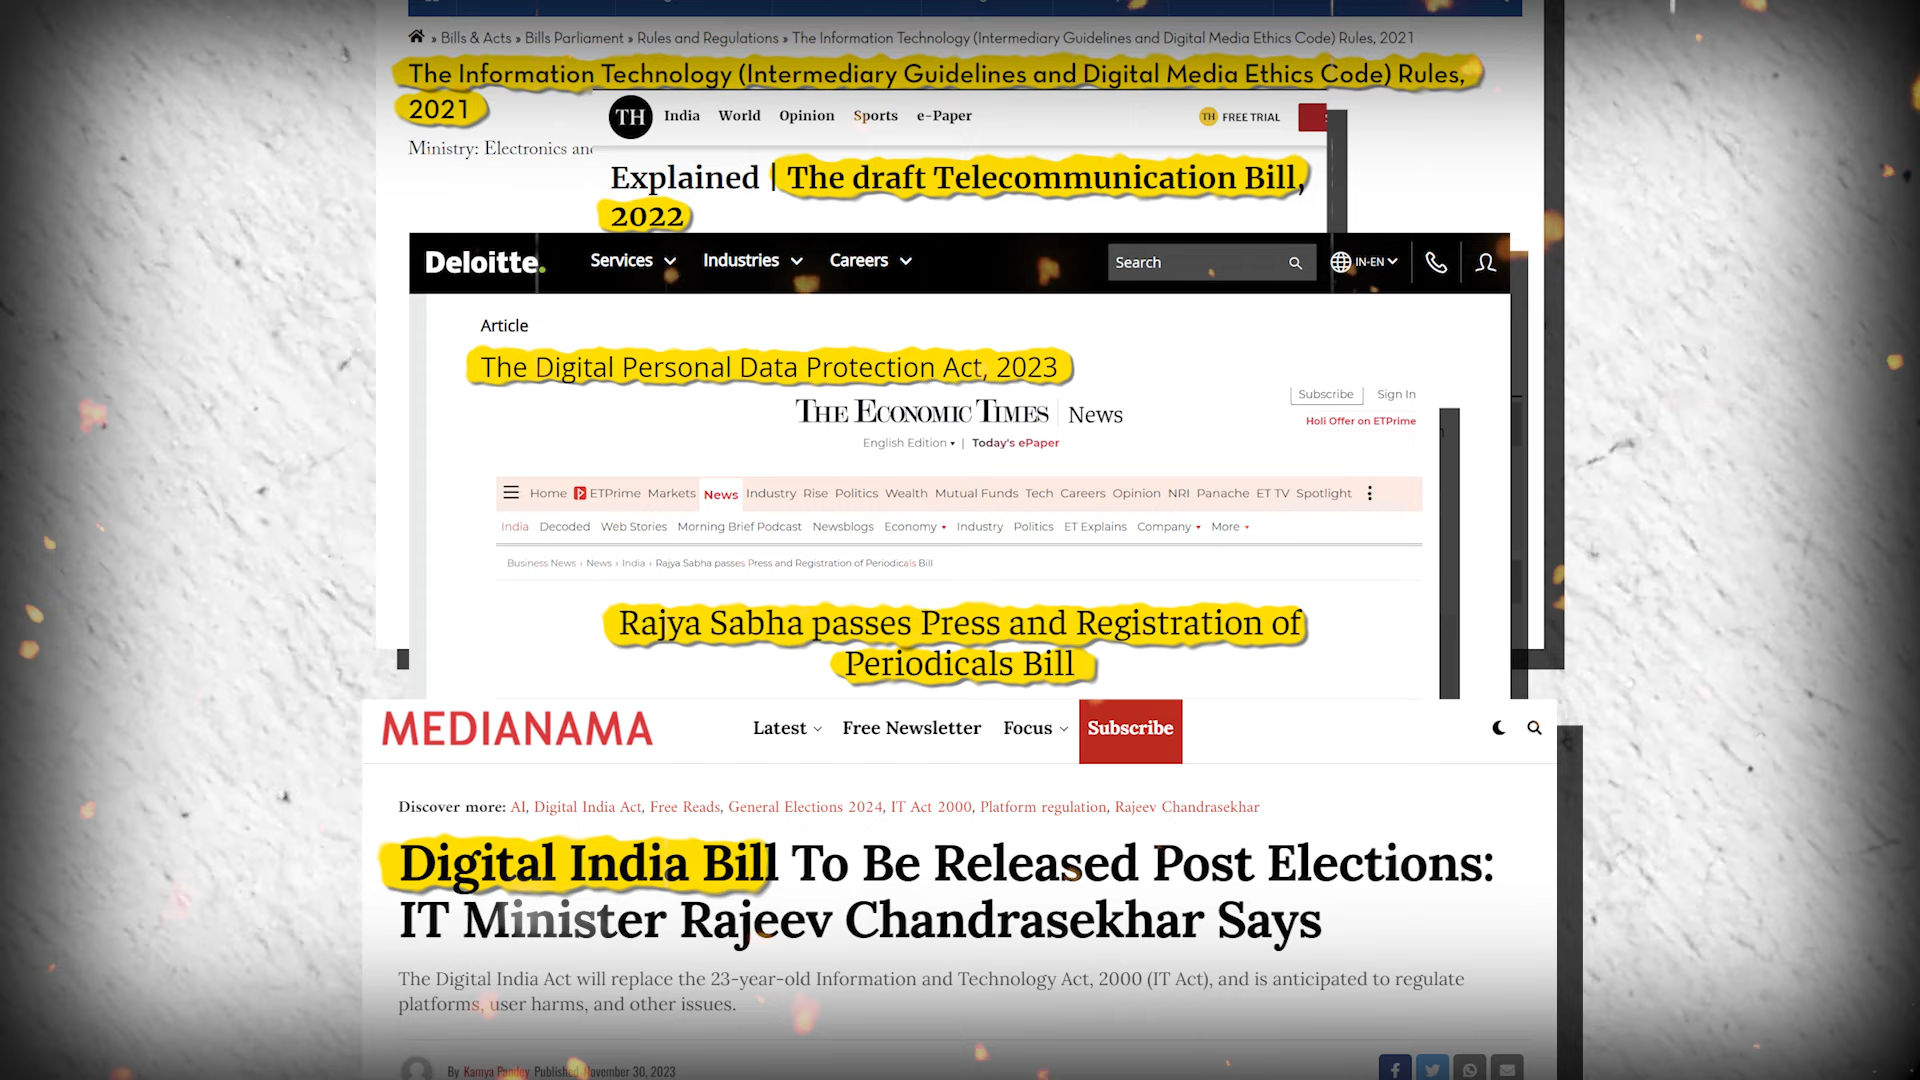 » Bills & Acts » Bills Parliament » Rules and Regulations » The Information Technology (Intermediary Guidelines and Digital Media Ethics Code) Rules, 2021
The Information Technology (Intermediary Guidelines and Digital Media Ethics Code) Rules,
2021
TH India World Opinion Sports e-Paper TH FREE TRIAL
Ministry: Electronics and
Explained | The draft Telecommunication Bill,
2022
Deloitte. Services Industries Careers Search IN-EN
Article
The Digital Personal Data Protection Act, 2023
Subscribe Sign In
THE ECONOMIC TIMES News
Holi Offer on ETPrime
English Edition | Today's ePaper
Home ETPrime Markets News Industry Rise Politics Wealth Mutual Funds Tech Careers Opinion NRI Panache ET TV Spotlight
India Decoded Web Stories Morning Brief Podcast Newsblogs Economy Industry Politics ET Explains Company More
Business News › News › India › Rajya Sabha passes Press and Registration of Periodicals Bill
Rajya Sabha passes Press and Registration of
Periodicals Bill
MEDIANAMA Latest Free Newsletter Focus Subscribe
Discover more: AI, Digital India Act, Free Reads, General Elections 2024, IT Act 2000, Platform regulation, Rajeev Chandrasekhar
Digital India Bill To Be Released Post Elections:
IT Minister Rajeev Chandrasekhar Says
The Digital India Act will replace the 23-year-old Information and Technology Act, 2000 (IT Act), and is anticipated to regulate
platforms, user harms, and other issues.
By Kamya Pandey Published November 30, 2023